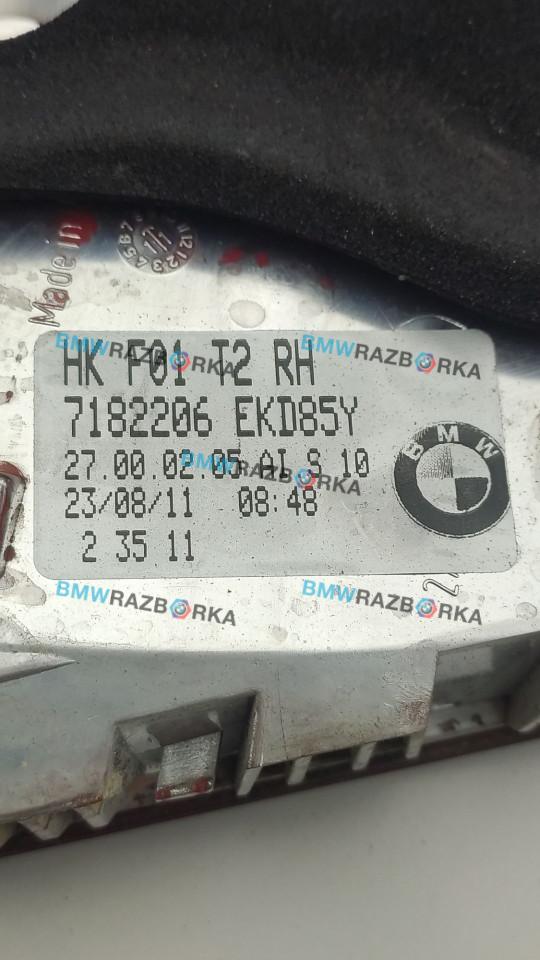 Made in
HK F01 T2 RH
7182206 EKD85Y
27.00.02.05 AI S 10
23/08/11 08:48
2 35 11
BMW
BMWRAZBORKA
BMWRAZBORKA
BMWRAZBORKA
BMWRAZBORKA
BMWRAZBORKA